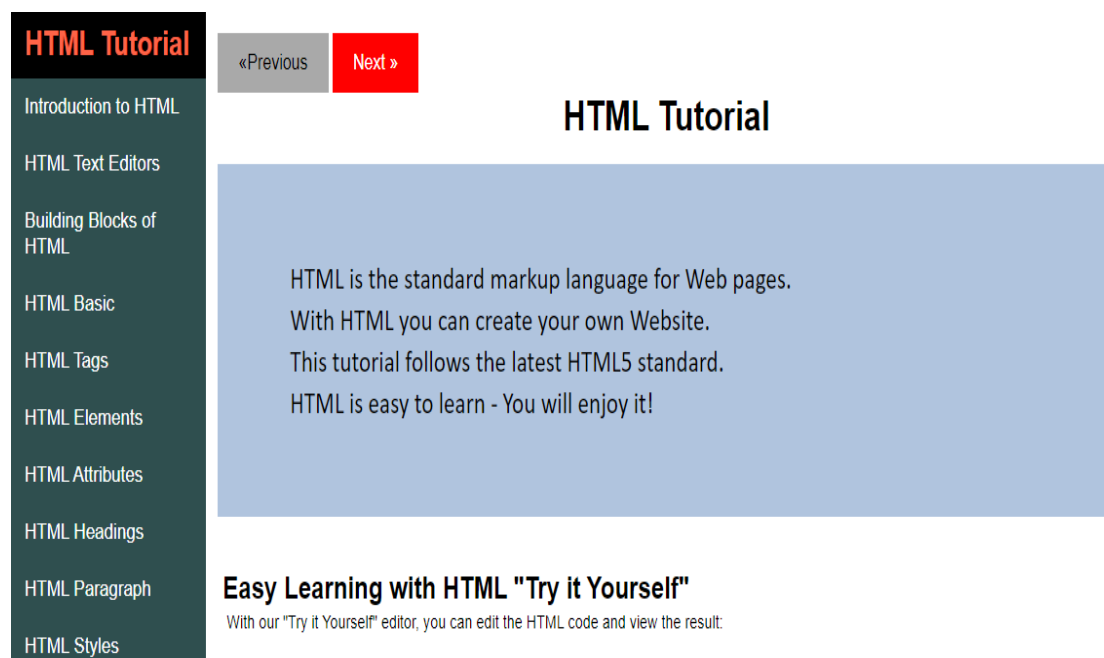 HTML Tutorial
Introduction to HTML
HTML Text Editors
Building Blocks of
HTML
HTML Basic
HTML Tags
HTML Elements
HTML Attributes
HTML Headings
HTML Paragraph
HTML Styles
«Previous
Next »
HTML Tutorial
HTML is the standard markup language for Web pages.
With HTML you can create your own Website.
This tutorial follows the latest HTML5 standard.
HTML is easy to learn - You will enjoy it!
Easy Learning with HTML "Try it Yourself"
With our "Try it Yourself" editor, you can edit the HTML code and view the result: